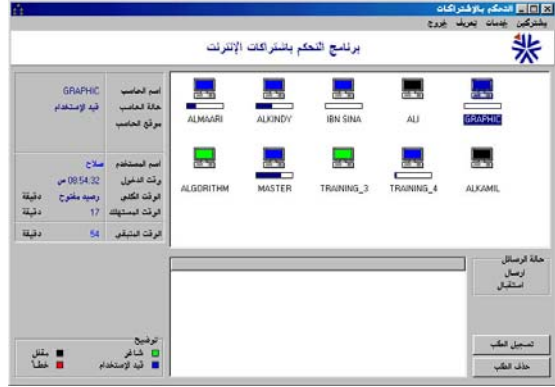 التحكم بالإشتراكات
مشتركين خدمات تعريف خروج
برنامج التحكم باشتراكات الإنترنت
اسم الحاسب GRAPHIC
حالة الحاسب قيد الإستخدام
موقع الحاسب
ALMAARI ALKINDY IBN SINA ALI GRAPHIC
اسم المستخدم صلاح
وقت الدخول 08:54:32 ص
الوقت الكلي رصيد مفتوح دقيقة
الوقت المستهلك 17 دقيقة
الوقت المتبقي 54 دقيقة
ALGORITHM MASTER TRAINING_3 TRAINING_4 ALKAMIL
حالة الرسائل
ارسال
استقبال
توضيح
شاغر مقفل
قيد الإستخدام خطأ
تسجيل الطلب
حذف الطلب